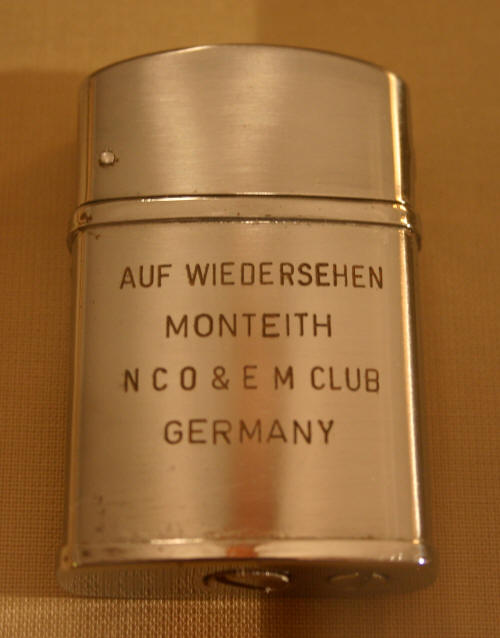 AUF WIEDERSEHEN
MONTEITH
N C O & E M CLUB
GERMANY